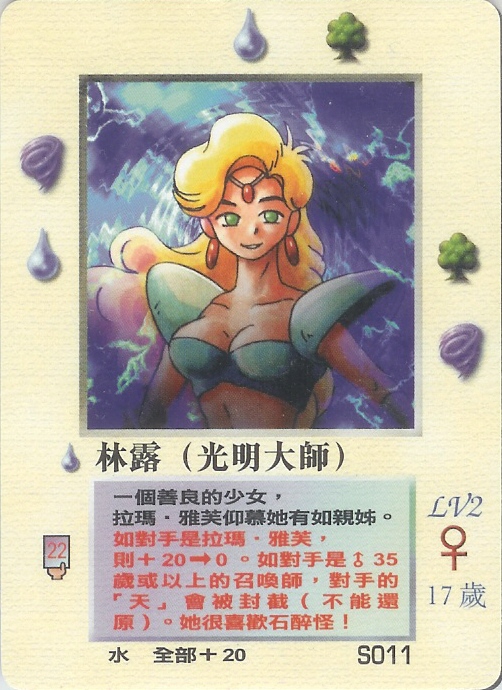 林露（光明大師）
一個善良的少女，
拉瑪·雅芙仰慕她有如親姊。
如對手是拉瑪·雅芙，
則＋20➡0。如對手是♂35
歲或以上的召喚師，對手的
「天」會被封截（不能還
原）。她很喜歡石醉怪！
LV2
♀
17歲
22
水　全部＋20
S011